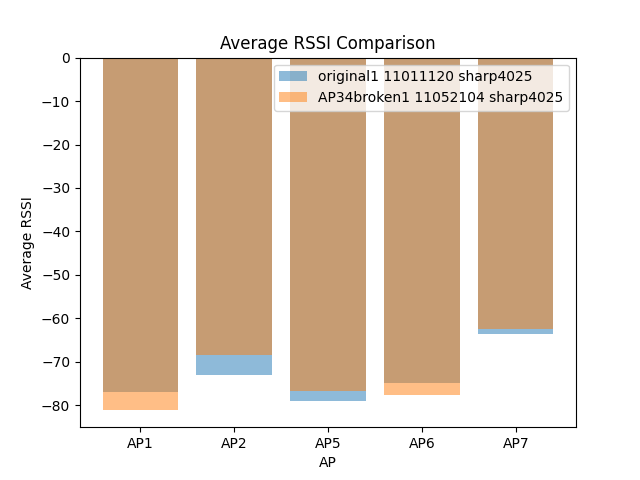 Average RSSI Comparison
original1 11011120 sharp4025
AP34broken1 11052104 sharp4025
Average RSSI
0
−10
−20
−30
−40
−50
−60
−70
−80
AP1 AP2 AP5 AP6 AP7
AP